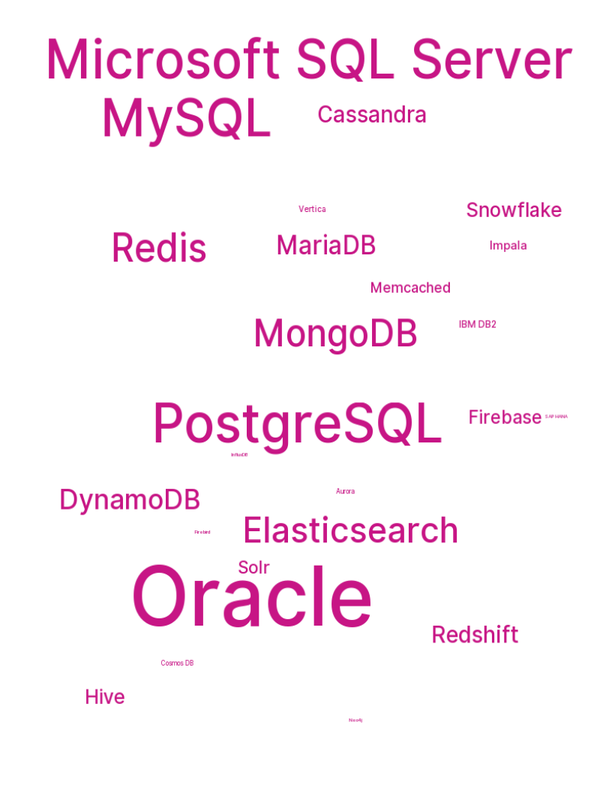 Microsoft SQL Server
MySQL
Cassandra
Vertica
Snowflake
Redis
MariaDB
Impala
Memcached
MongoDB
IBM DB2
PostgreSQL
Firebase
SAP HANA
InfluxDB
Aurora
DynamoDB
Elasticsearch
Firebird
Solr
Oracle
Redshift
Cosmos DB
Hive